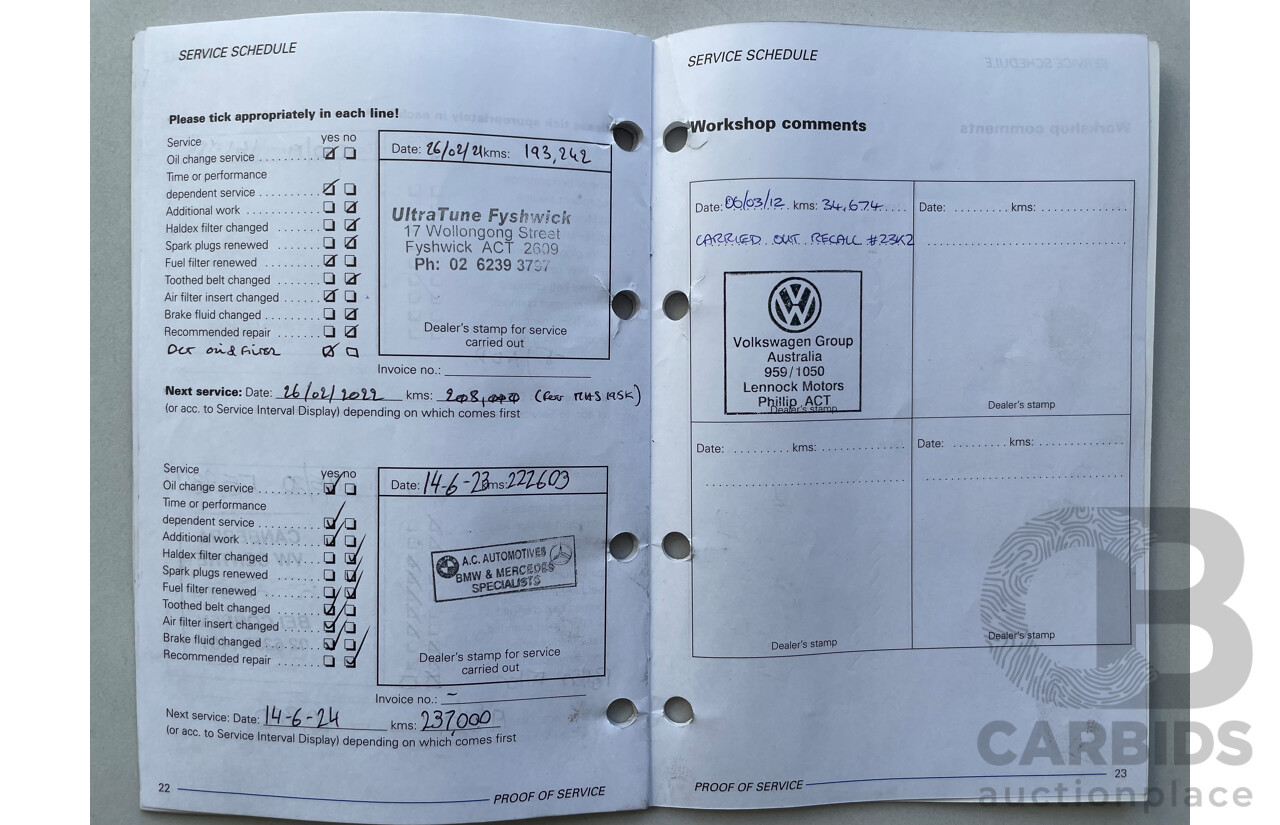 SERVICE SCHEDULE
Please tick appropriately in each line!
Service yes no
Oil change service
Time or performance
dependent service
Additional work
Haldex filter changed
Spark plugs renewed
Fuel filter renewed
Toothed belt changed
Air filter insert changed
Brake fluid changed
Recommended repair
DCT oil & FILTER
Date: 26/02/21 kms: 193,242
UltraTune Fyshwick
17 Wollongong Street
Fyshwick ACT 2609
Ph: 02 6239 3797
Dealer's stamp for service
carried out
Invoice no.:
Next service: Date: 26/02/2022 kms: 208,000
(or acc. to Service Interval Display) depending on which comes first
Service yes no
Oil change service
Time or performance
dependent service
Additional work
Haldex filter changed
Spark plugs renewed
Fuel filter renewed
Toothed belt changed
Air filter insert changed
Brake fluid changed
Recommended repair
Date: 14-6-23 kms: 222603
A.C. AUTOMOTIVES
BMW & MERCEDES
SPECIALISTS
Dealer's stamp for service
carried out
Invoice no.: -
Next service: Date: 14-6-24 kms: 237,000
(or acc. to Service Interval Display) depending on which comes first
22 PROOF OF SERVICE
SERVICE SCHEDULE
Workshop comments
Date: 06/03/12 kms: 34,674
CARRIED OUT RECALL #23K2
Volkswagen Group
Australia
959/1050
Lennock Motors
Phillip ACT
Dealer's stamp
Date: kms:
Dealer's stamp
Date: kms:
Dealer's stamp
Date: kms:
Dealer's stamp
PROOF OF SERVICE 23
CARBIDS
auctionplace